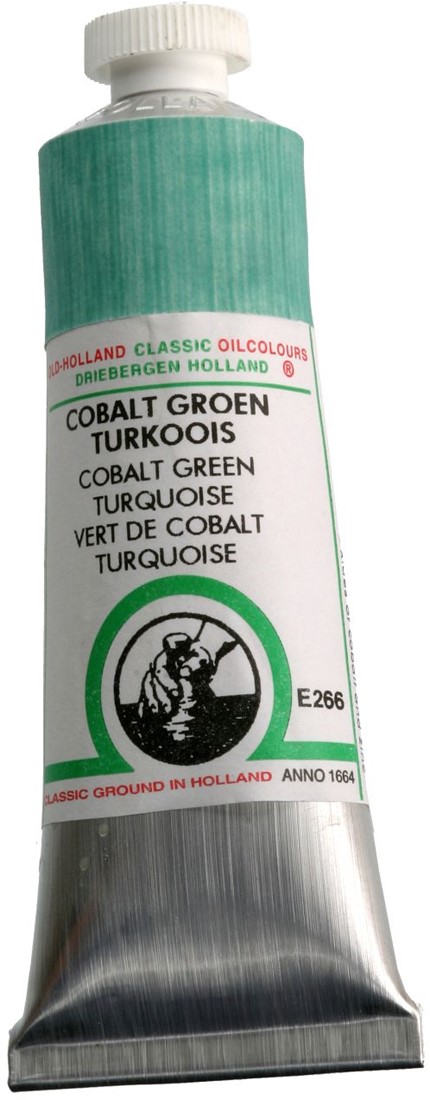 OLD-HOLLAND CLASSIC OILCOLOURS
DRIEBERGEN HOLLAND ®
COBALT GROEN
TURKOOIS
COBALT GREEN
TURQUOISE
VERT DE COBALT
TURQUOISE
E266
CLASSIC GROUND IN HOLLAND ANNO 1664